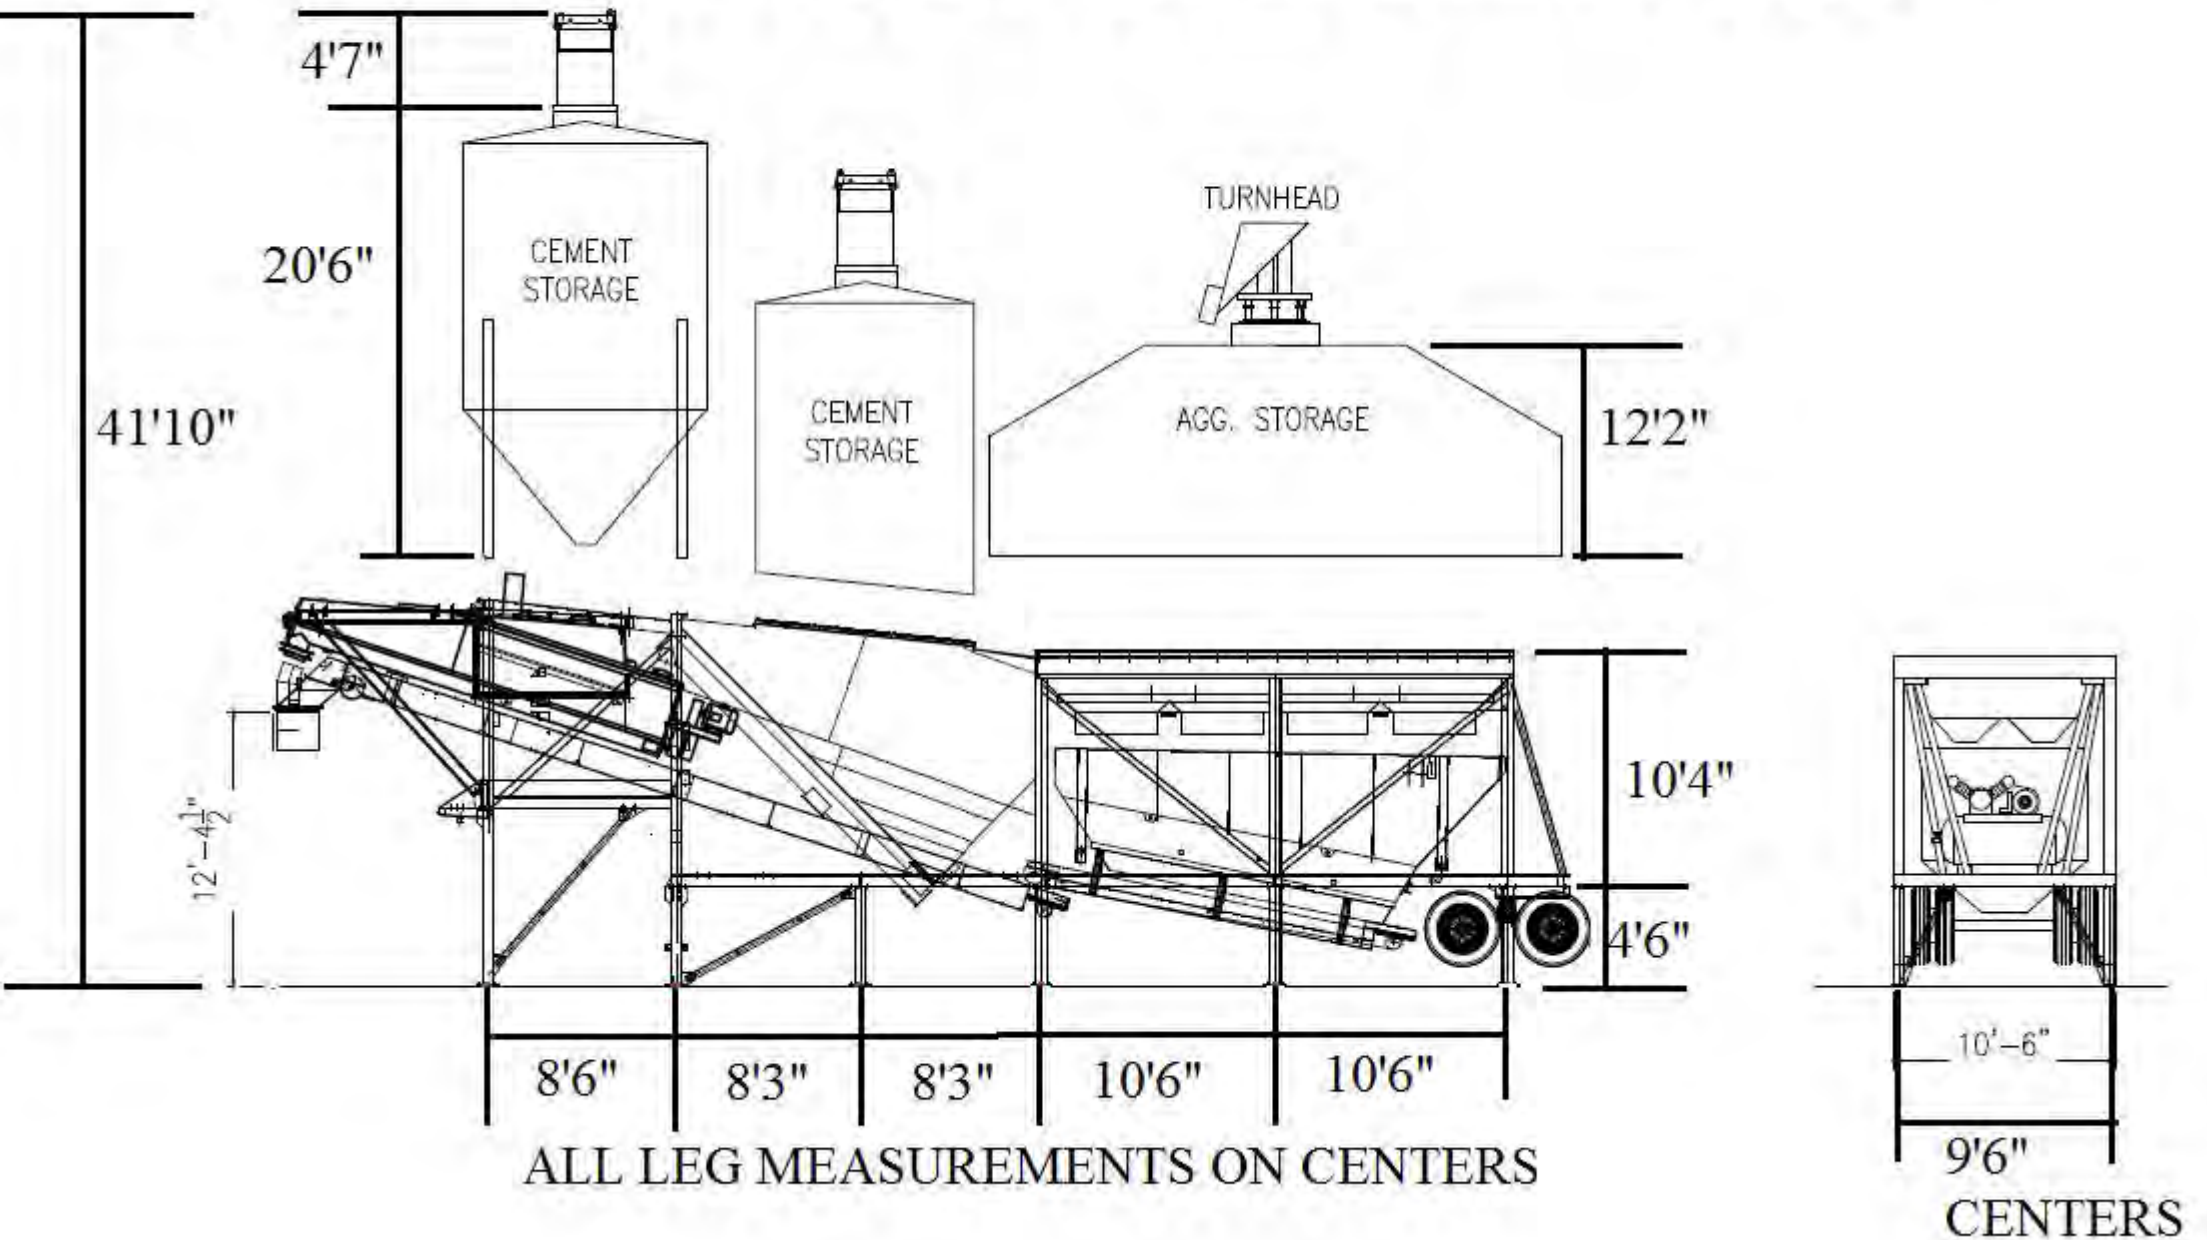 4'7"
TURNHEAD
CEMENT
STORAGE
20'6"
41'10"
CEMENT
STORAGE
AGG. STORAGE
12'2"
12'-4 1/2"
10'4"
4'6"
8'6"
8'3"
8'3"
10'6"
10'6"
10'-6"
9'6"
ALL LEG MEASUREMENTS ON CENTERS
CENTERS